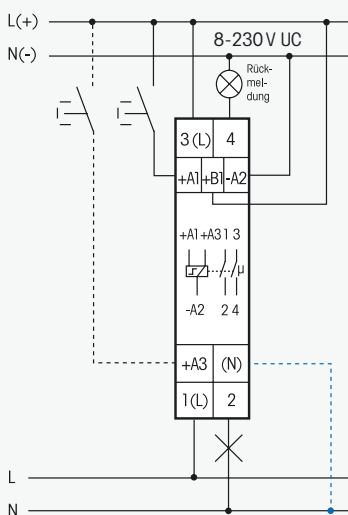 L(+)
N(-)
8-230 V UC
Rück-
mel-
dung
3 (L) 4
+A1 +B1 -A2
+A1 +A3 1 3
µ
-A2 2 4
+A3 (N)
1 (L) 2
L
N